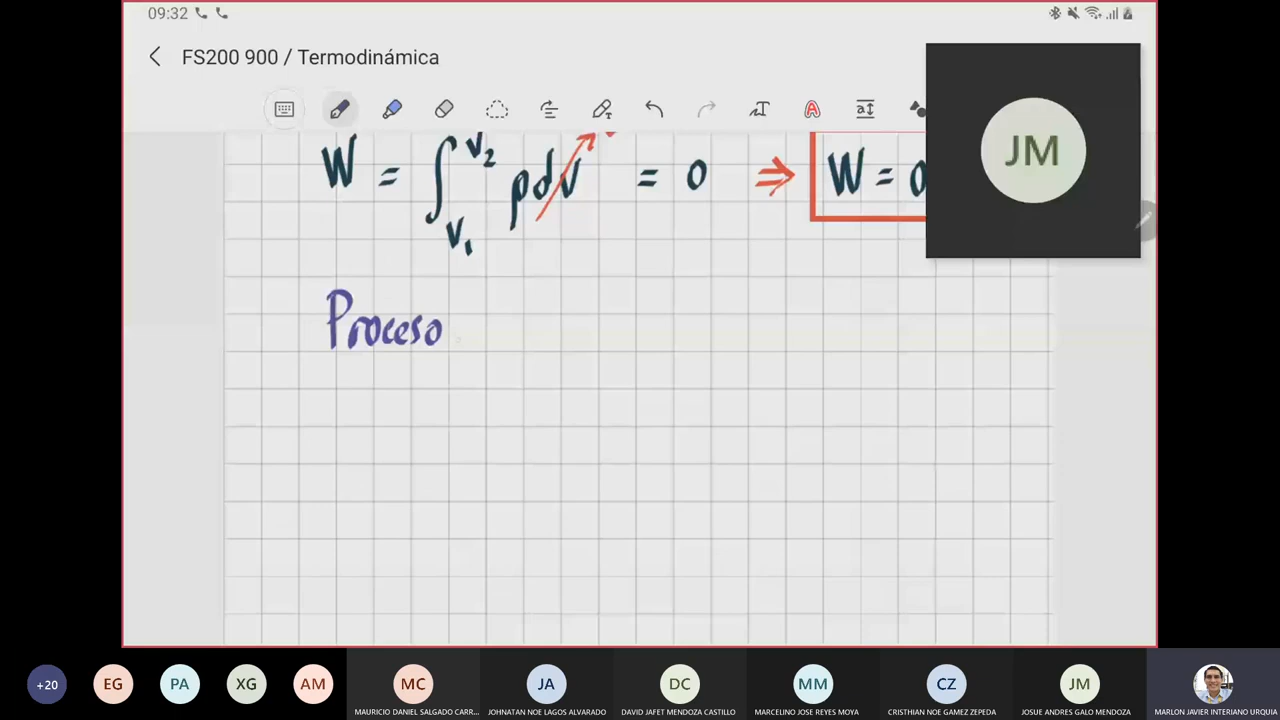 09:32
FS200 900 / Termodinámica
JM
W = ∫ V₂ V₁ pdV = 0 ⇒ W = 0
Proceso
+20 EG PA XG AM MC JA DC MM CZ JM
MAURICIO DANIEL SALGADO CARR... JOHNATAN NOE LAGOS ALVARADO DAVID JAFET MENDOZA CASTILLO MARCELINO JOSE REYES MOYA CRISTHIAN NOE GAMEZ ZEPEDA JOSUE ANDRES GALO MENDOZA MARLON JAVIER INTERIANO URQUIA